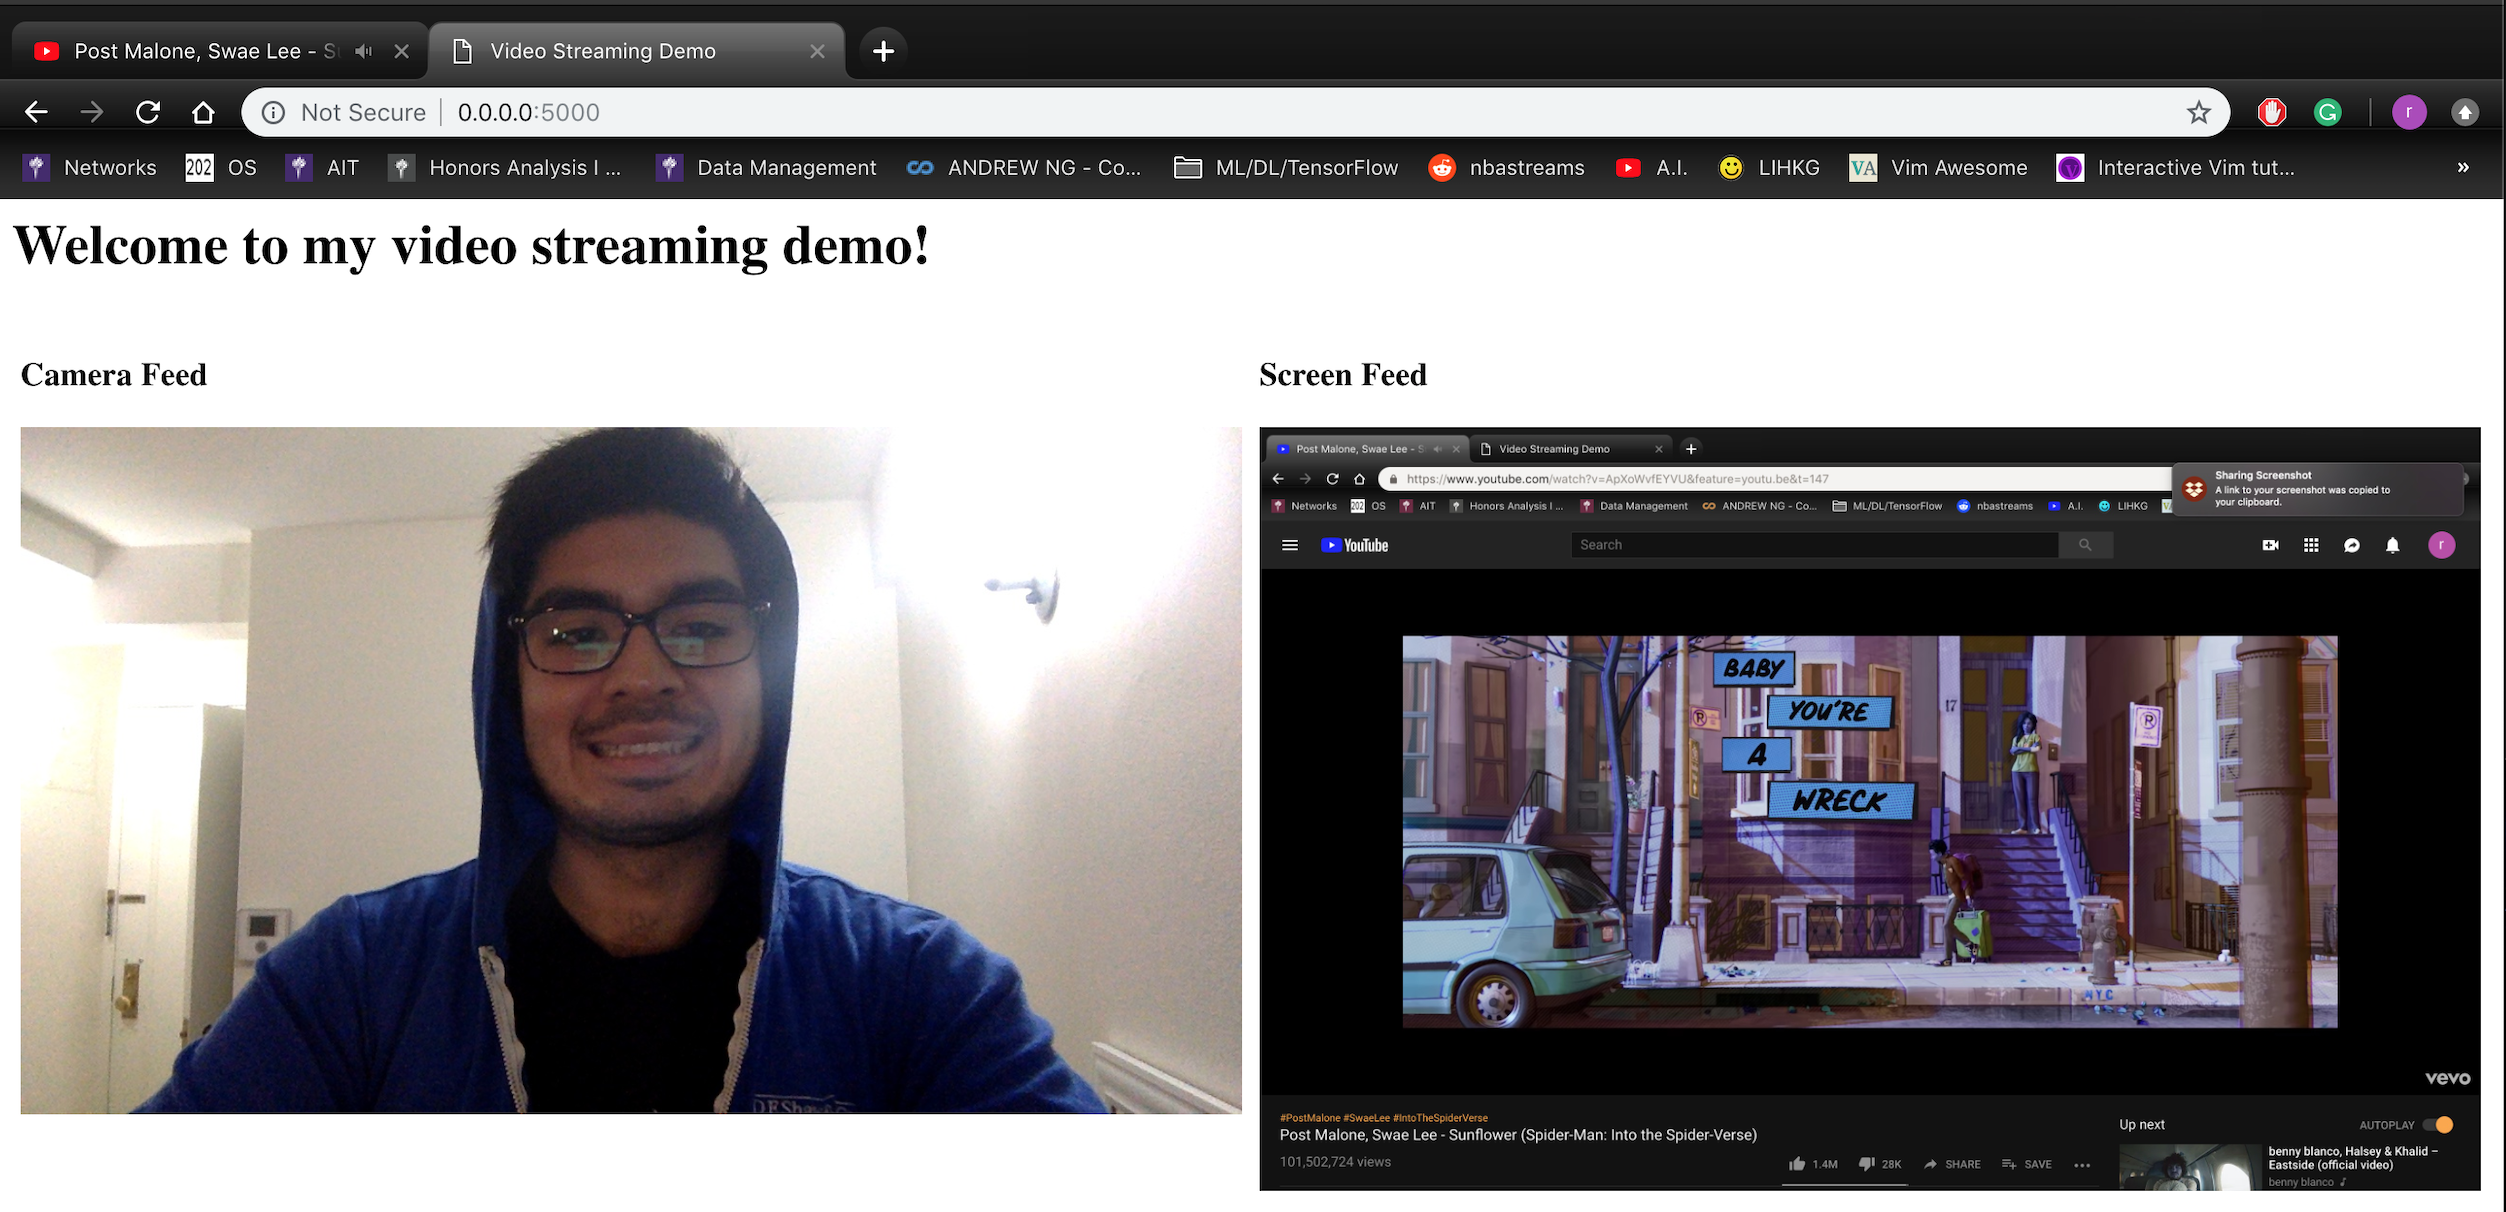 Post Malone, Swae Lee - S
Video Streaming Demo
Not Secure
0.0.0.0:5000
r
Networks
202
OS
AIT
Honors Analysis I ...
Data Management
ANDREW NG - Co...
ML/DL/TensorFlow
nbastreams
A.I.
LIHKG
VA
Vim Awesome
Interactive Vim tut...
»
Welcome to my video streaming demo!
Camera Feed
Screen Feed
Post Malone, Swae Lee - S
Video Streaming Demo
https://www.youtube.com/watch?v=ApXoWvfEYVU&feature=youtu.be&t=147
Sharing Screenshot
A link to your screenshot was copied to
your clipboard.
Networks
202
OS
AIT
Honors Analysis I ...
Data Management
ANDREW NG - Co...
ML/DL/TensorFlow
nbastreams
A.I.
LIHKG
YouTube
Search
r
BABY
YOU'RE
A
WRECK
17
P
P
NYC
vevo
#PostMalone #SwaeLee #IntoTheSpiderVerse
Post Malone, Swae Lee - Sunflower (Spider-Man: Into the Spider-Verse)
101,502,724 views
1.4M
28K
SHARE
SAVE
Up next
AUTOPLAY
benny blanco, Halsey & Khalid –
Eastside (official video)
benny blanco